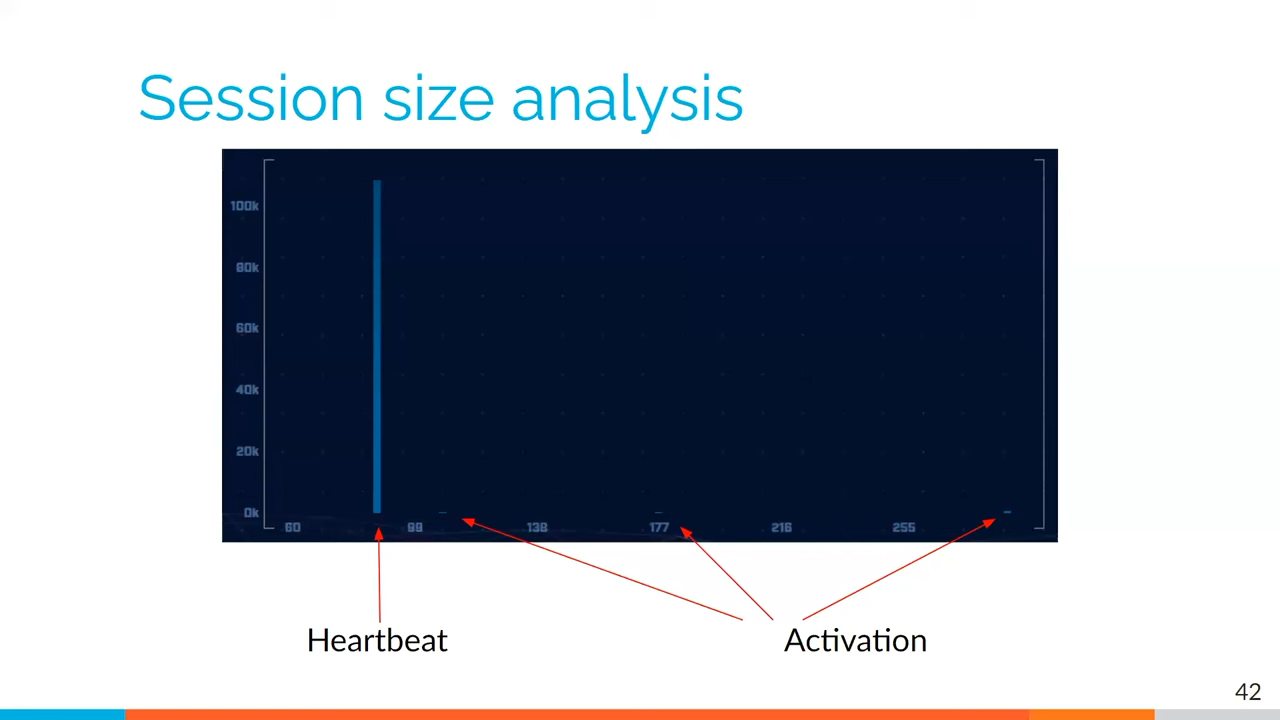 Session size analysis
100k
80k
60k
40k
20k
0k
60 99 138 177 216 255
Heartbeat Activation
42